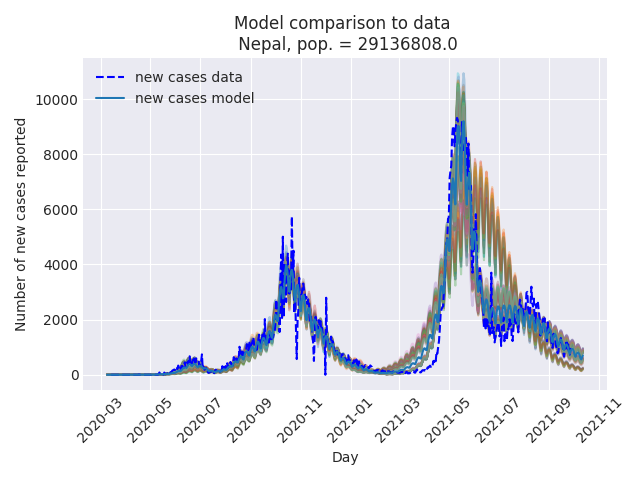 Model comparison to data
Nepal, pop. = 29136808.0
new cases data
new cases model
Number of new cases reported
10000
8000
6000
4000
2000
0
2020-03
2020-05
2020-07
2020-09
2020-11
2021-01
2021-03
2021-05
2021-07
2021-09
2021-11
Day